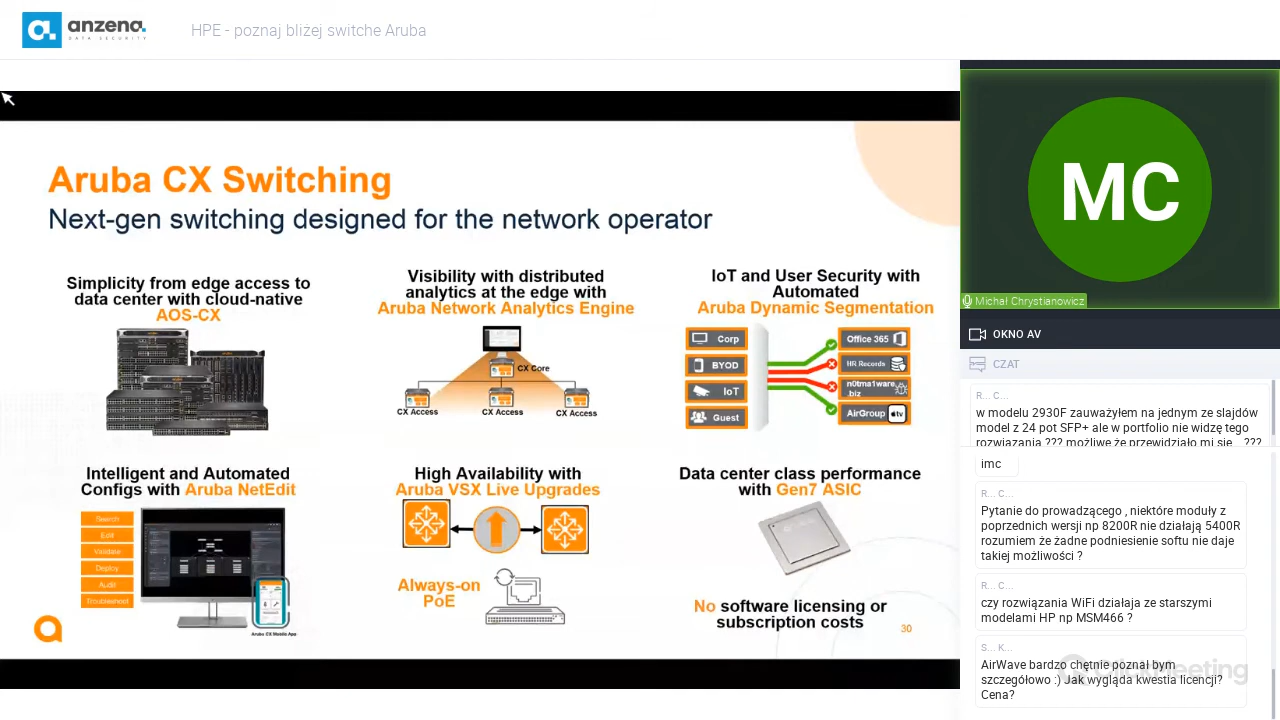 anzena.
DATA SECURITY
HPE - poznaj bliżej switche Aruba
Aruba CX Switching
Next-gen switching designed for the network operator
Simplicity from edge access to
data center with cloud-native
AOS-CX
Visibility with distributed
analytics at the edge with
Aruba Network Analytics Engine
CX Core
CX Access
CX Access
CX Access
IoT and User Security with
Automated
Aruba Dynamic Segmentation
Corp
BYOD
IoT
Guest
Office 365
HR Records
n0tma1ware
.biz
AirGroup
tv
Intelligent and Automated
Configs with Aruba NetEdit
Search
Edit
Validate
Deploy
Audit
Troubleshoot
Aruba CX Mobile App
High Availability with
Aruba VSX Live Upgrades
Always-on
PoE
Data center class performance
with Gen7 ASIC
No software licensing or
subscription costs
30
MC
Michał Chrystianowicz
OKNO AV
CZAT
R... C...
w modelu 2930F zauważyłem na jednym ze slajdów
model z 24 pot SFP+ ale w portfolio nie widzę tego
rozwiązania ??? możliwe że przewidziało mi się ... ???
imc
R... C...
Pytanie do prowadzącego , niektóre moduły z
poprzednich wersji np 8200 nie działają 5400R
rozumiem że żadne podniesienie softu nie daje
takiej możliwości ?
R... C...
czy rozwiązania WiFi działaja ze starszymi
modelami HP np MSM466 ?
S... K...
AirWave bardzo chętnie poznał bym
szczegółowo :) Jak wygląda kwestia licencji?
Cena?